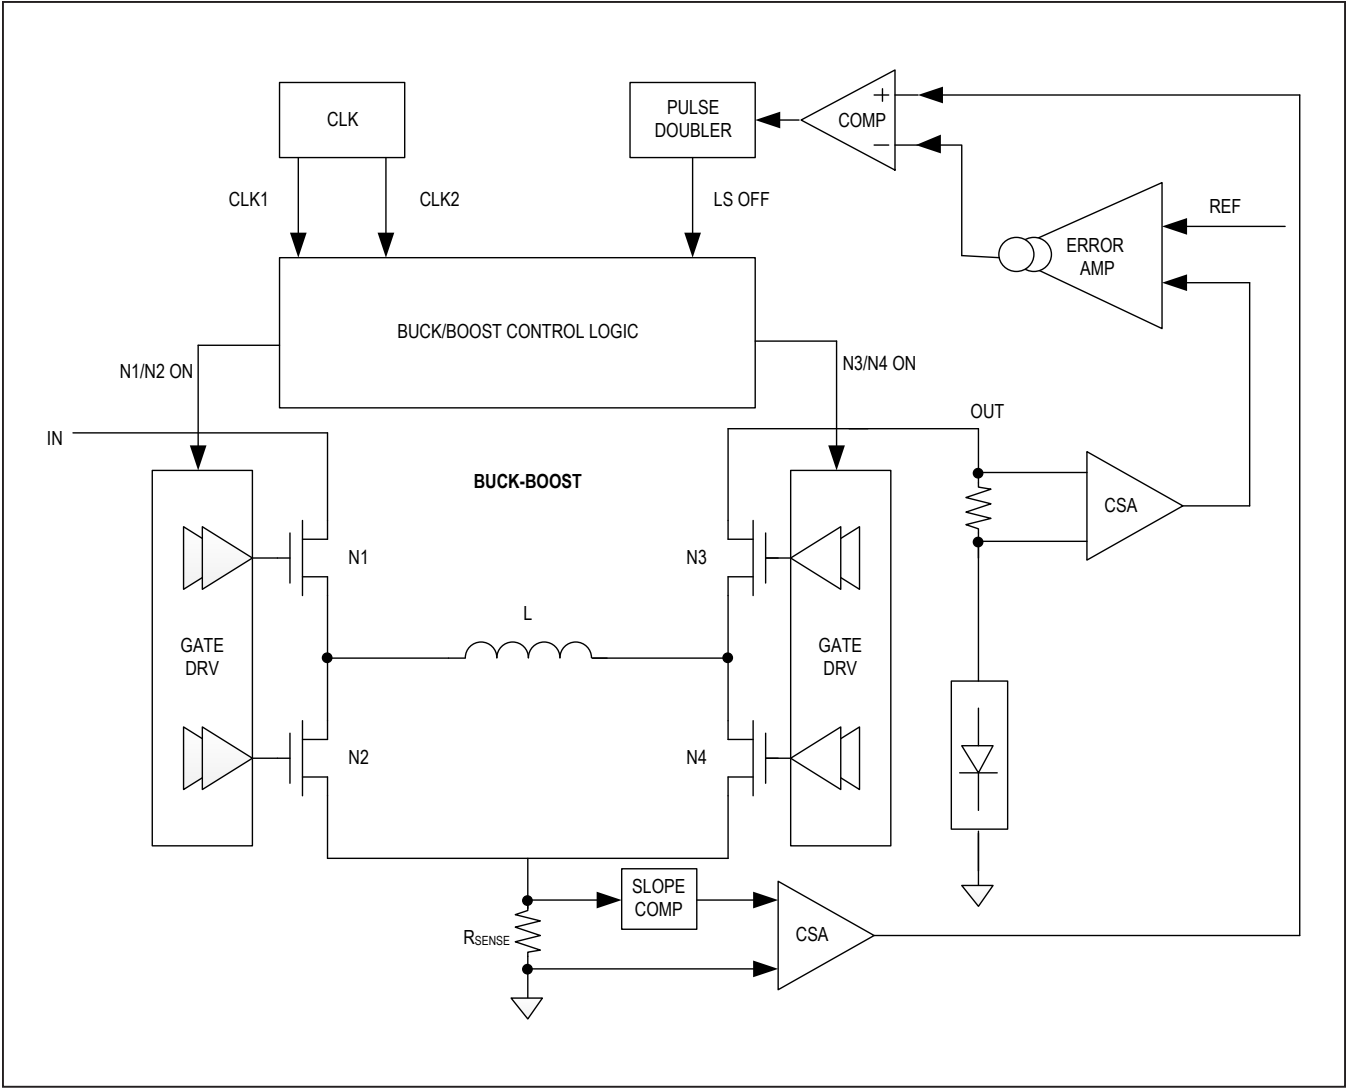 CLK
PULSE
DOUBLER
+
COMP
−
CLK1
CLK2
LS OFF
REF
ERROR
AMP
BUCK/BOOST CONTROL LOGIC
N1/N2 ON
N3/N4 ON
OUT
IN
BUCK-BOOST
CSA
N1
N3
L
GATE
DRV
GATE
DRV
N2
N4
SLOPE
COMP
RSENSE
CSA